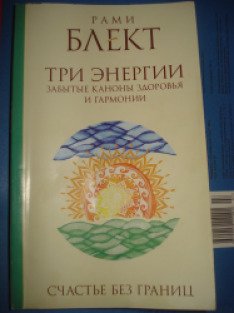 РАМИ
БЛЕКТ
ТРИ ЭНЕРГИИ
ЗАБЫТЫЕ КАНОНЫ ЗДОРОВЬЯ
И ГАРМОНИИ
СЧАСТЬЕ БЕЗ ГРАНИЦ